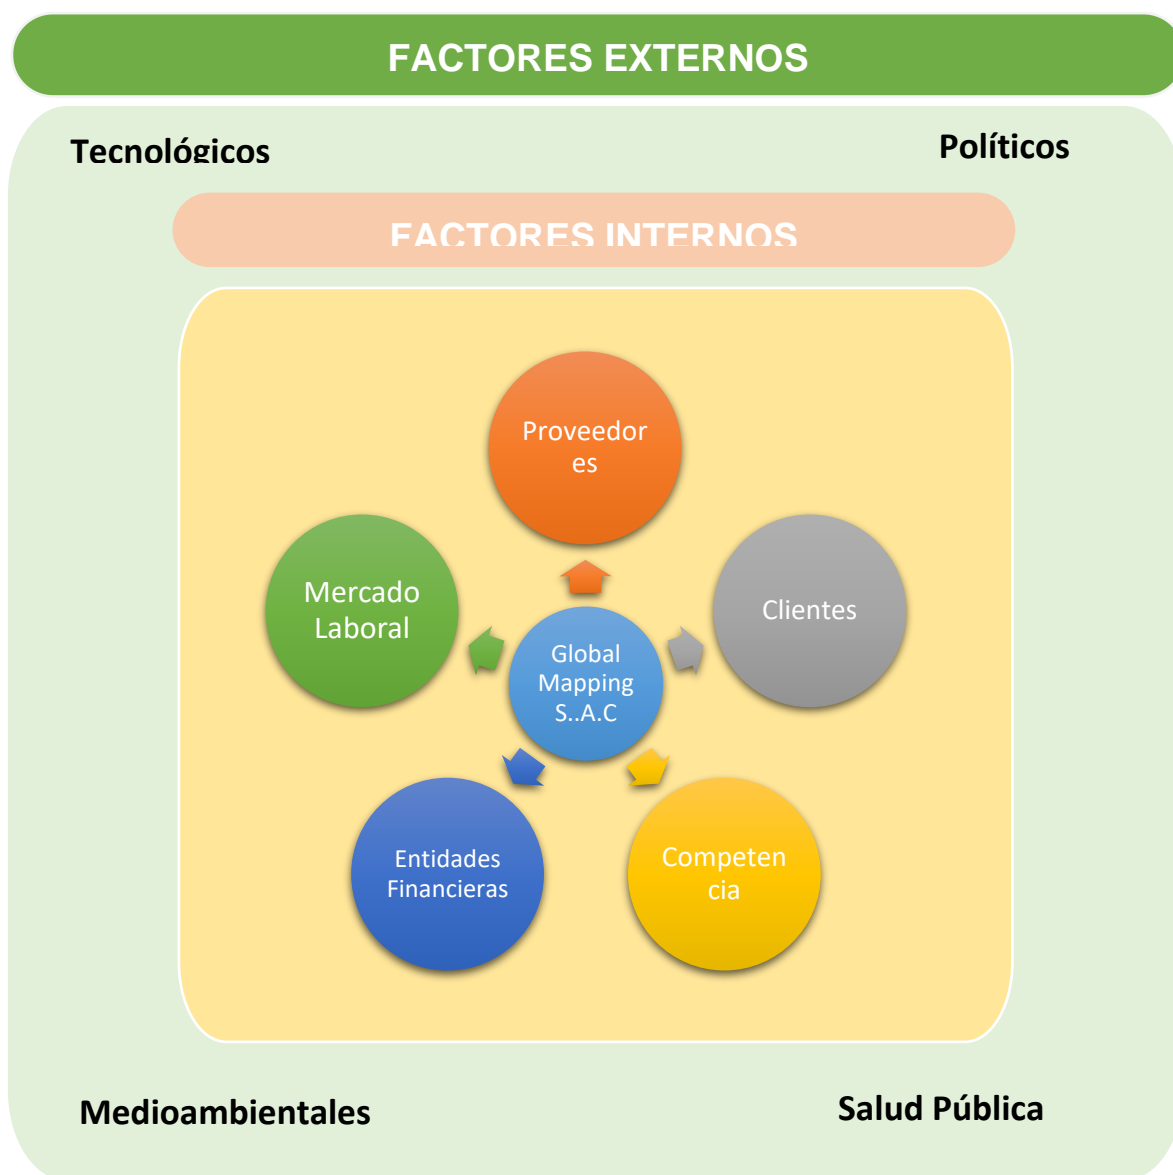 FACTORES EXTERNOS
Tecnológicos
Políticos
FACTORES INTERNOS
Proveedor
es
Mercado
Laboral
Clientes
Global
Mapping
S..A.C
Entidades
Financieras
Competen
cia
Medioambientales
Salud Pública